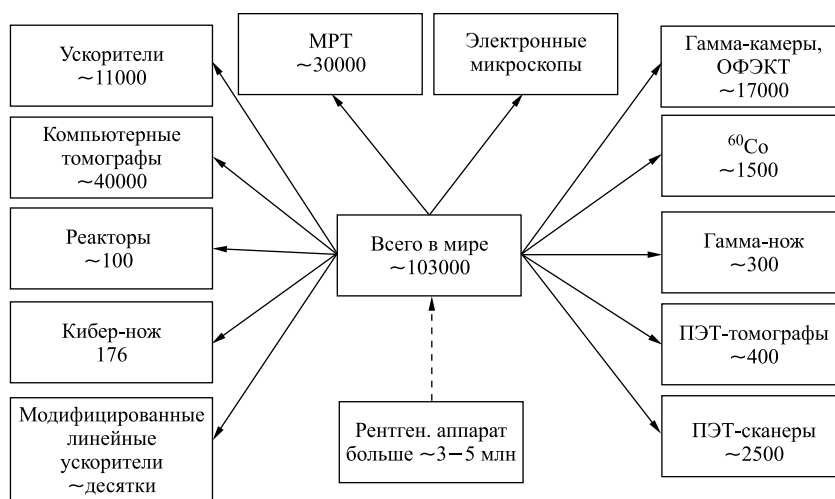 Ускорители
~11000
МРТ
~30000
Электронные
микроскопы
Гамма-камеры,
ОФЭКТ
~17000
Компьютерные
томографы
~40000
⁶⁰Co
~1500
Реакторы
~100
Всего в мире
~103000
Гамма-нож
~300
Кибер-нож
176
ПЭТ-томографы
~400
Модифицированные
линейные
ускорители
~десятки
Рентген. аппарат
больше ~3−5 млн
ПЭТ-сканеры
~2500